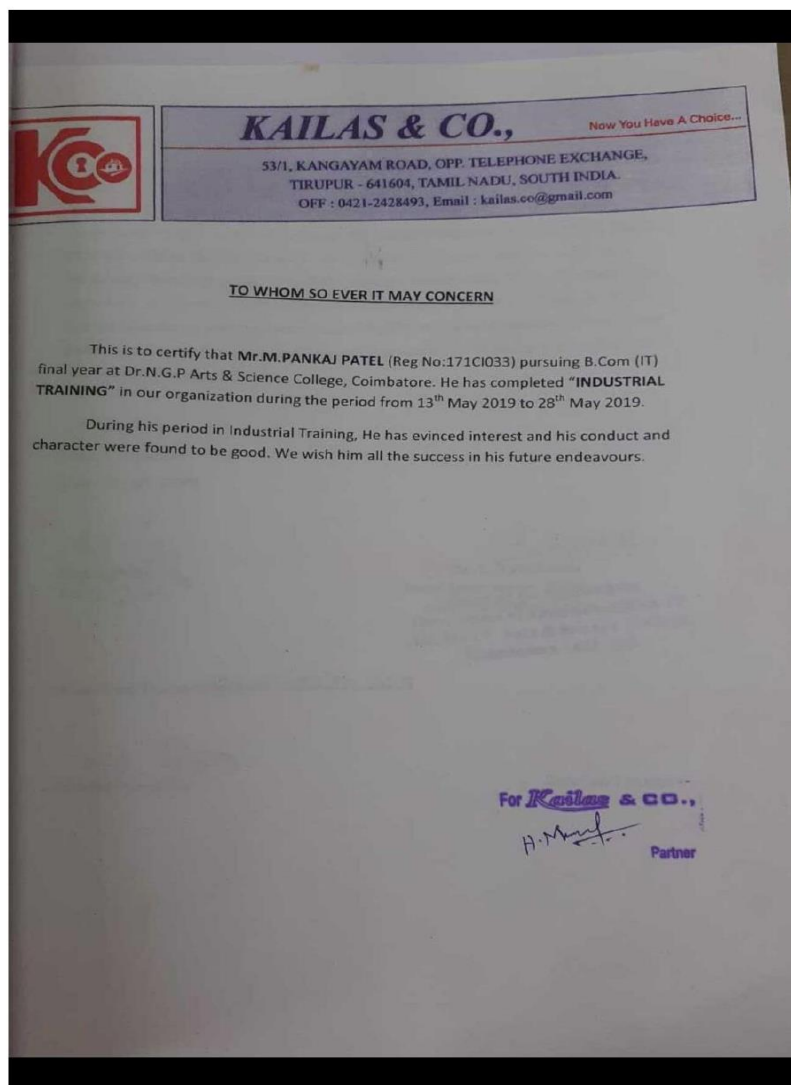 KAILAS & CO.,
Now You Have A Choice...
53/1, KANGAYAM ROAD, OPP. TELEPHONE EXCHANGE,
TIRUPUR - 641604, TAMIL NADU, SOUTH INDIA.
OFF : 0421-2428493, Email : kailas.co@gmail.com
TO WHOM SO EVER IT MAY CONCERN
This is to certify that Mr.M.PANKAJ PATEL (Reg No:171CI033) pursuing B.Com (IT)
final year at Dr.N.G.P Arts & Science College, Coimbatore. He has completed "INDUSTRIAL
TRAINING" in our organization during the period from 13th May 2019 to 28th May 2019.
During his period in Industrial Training, He has evinced interest and his conduct and
character were found to be good. We wish him all the success in his future endeavours.
For Kailas & CO.,
Partner